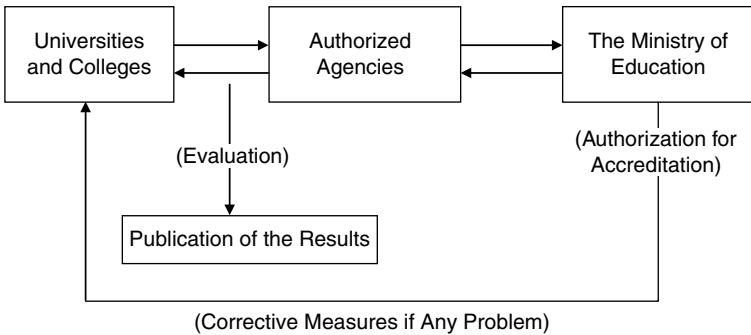 Universities
and Colleges
Authorized
Agencies
The Ministry of
Education
(Evaluation)
(Authorization for
Accreditation)
Publication of the Results
(Corrective Measures if Any Problem)